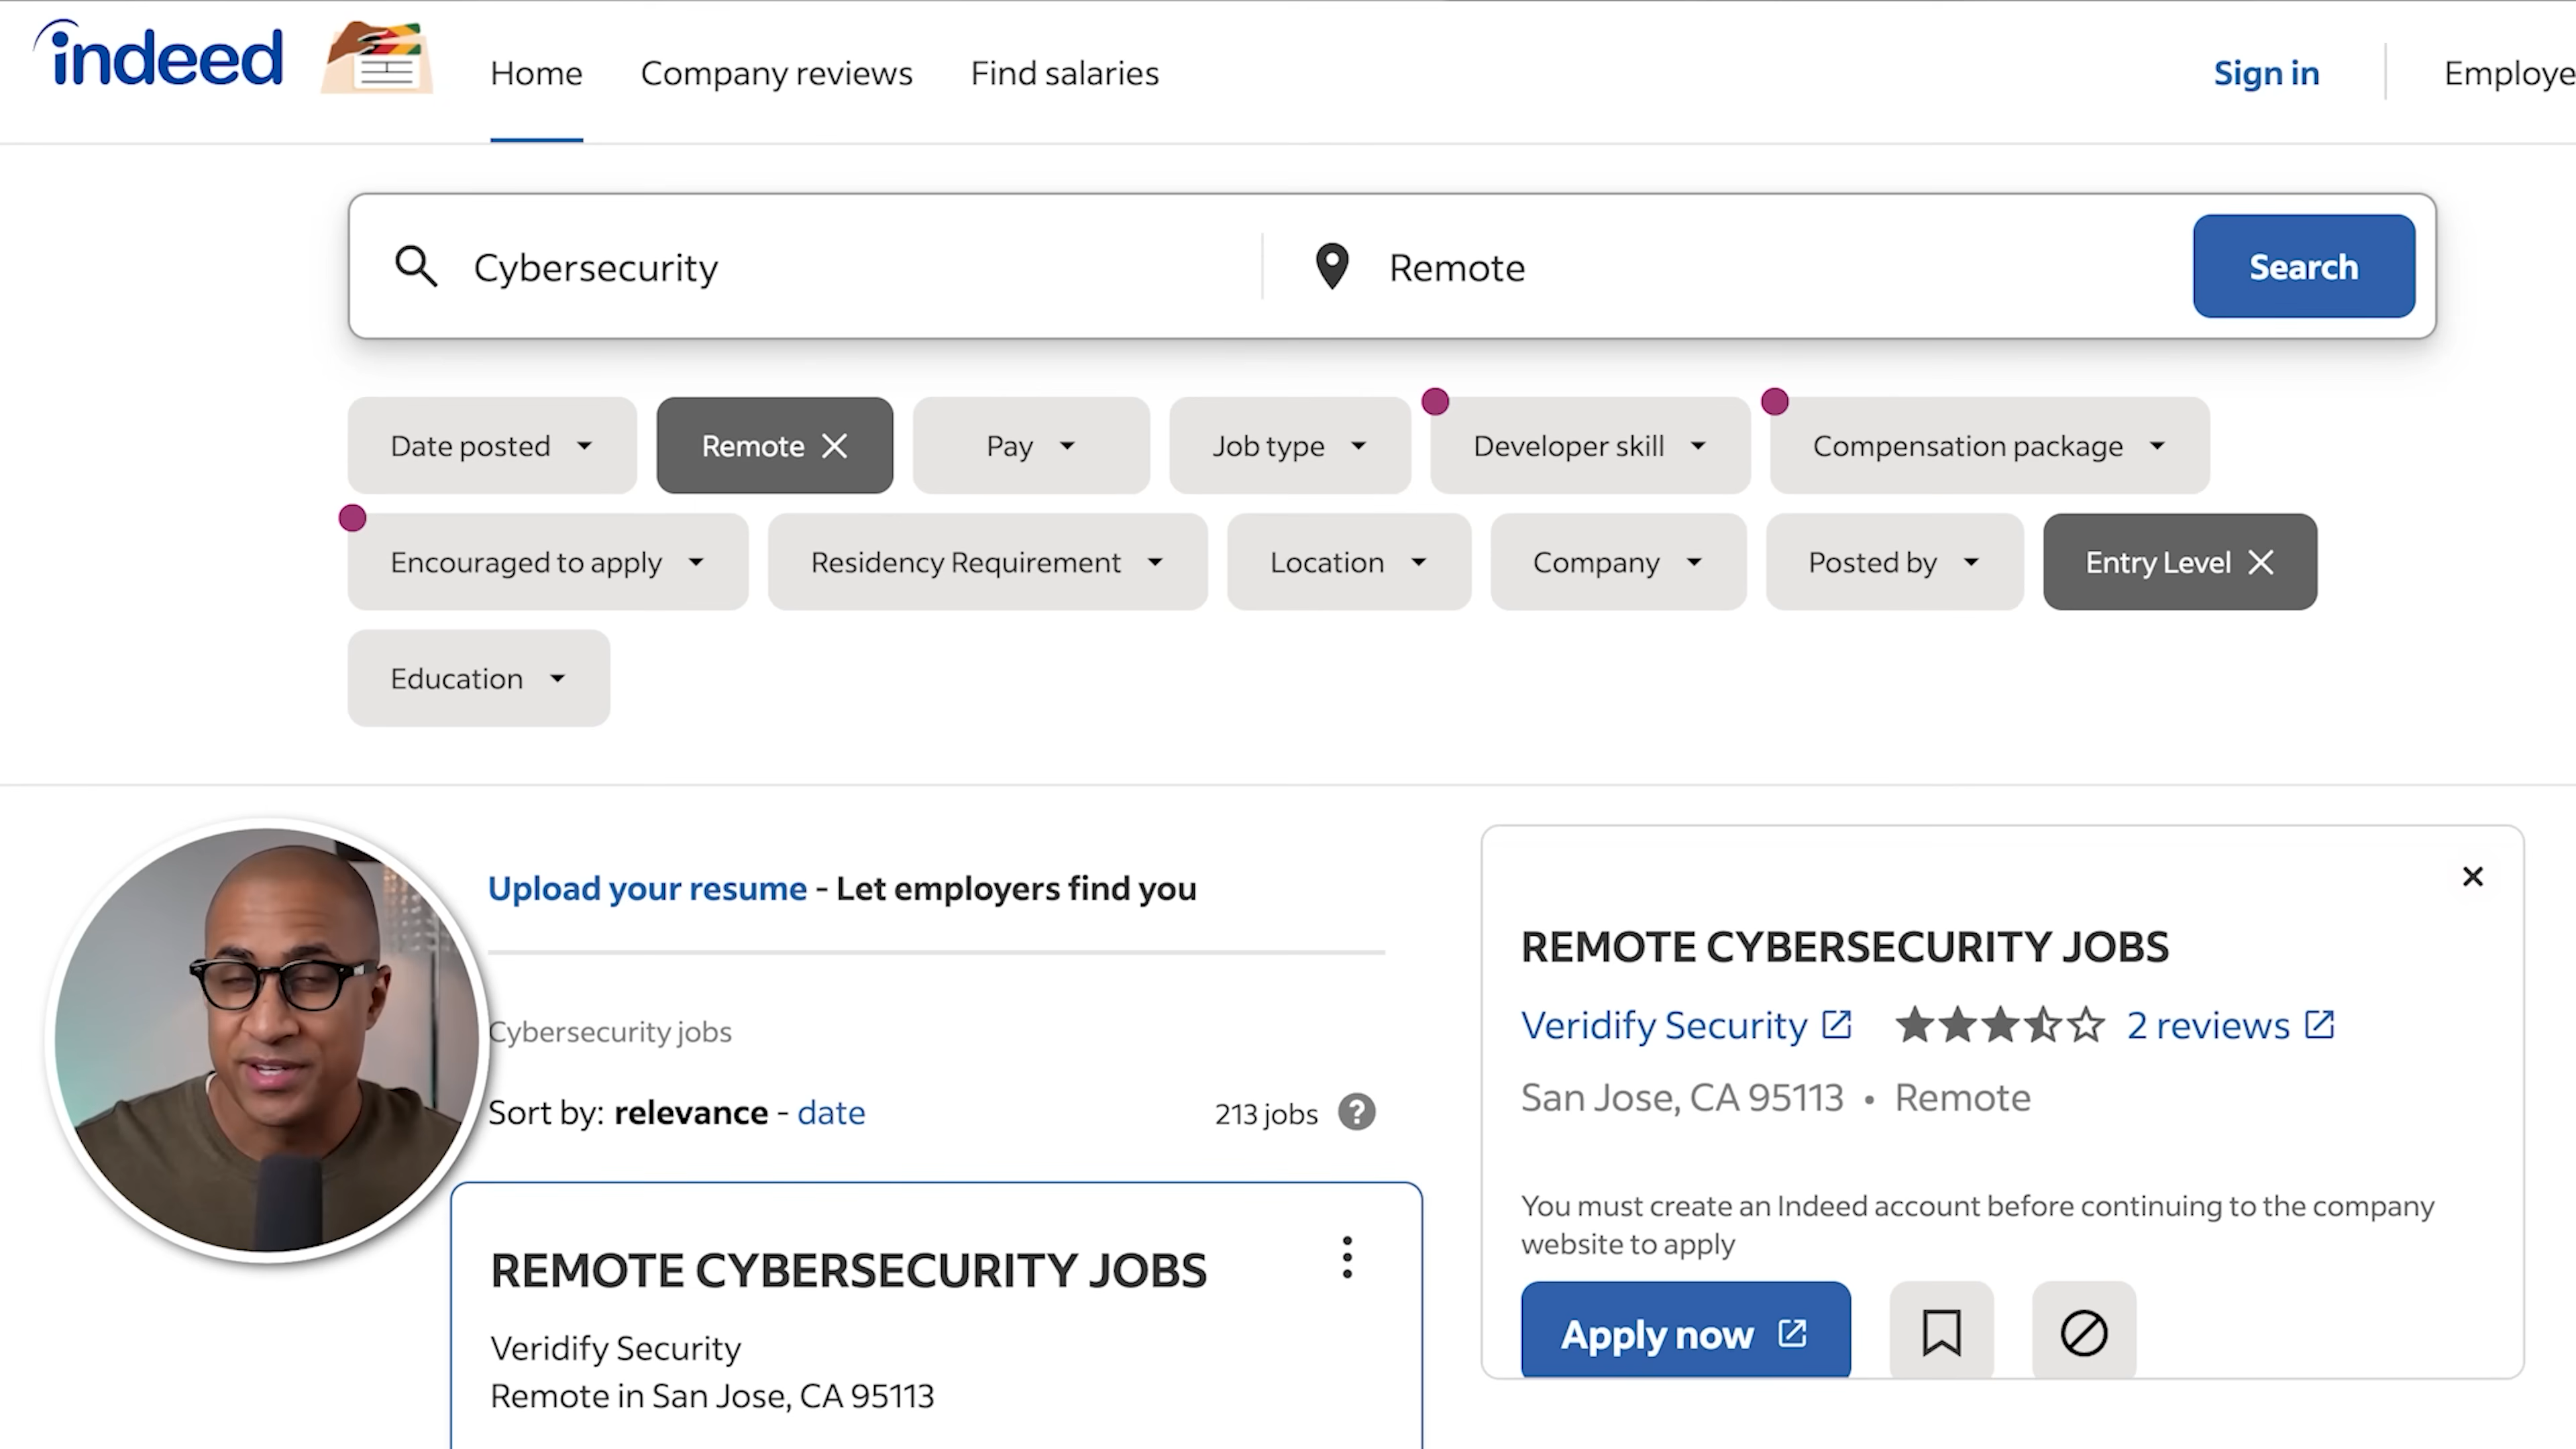 indeed
Home Company reviews Find salaries Sign in Employe
Cybersecurity Remote Search
Date posted Remote Pay Job type Developer skill Compensation package
Encouraged to apply Residency Requirement Location Company Posted by Entry Level
Education
Upload your resume - Let employers find you
Cybersecurity jobs
Sort by: relevance - date 213 jobs ?
REMOTE CYBERSECURITY JOBS
Veridify Security
Remote in San Jose, CA 95113
REMOTE CYBERSECURITY JOBS
Veridify Security 2 reviews
San Jose, CA 95113 • Remote
You must create an Indeed account before continuing to the company
website to apply
Apply now